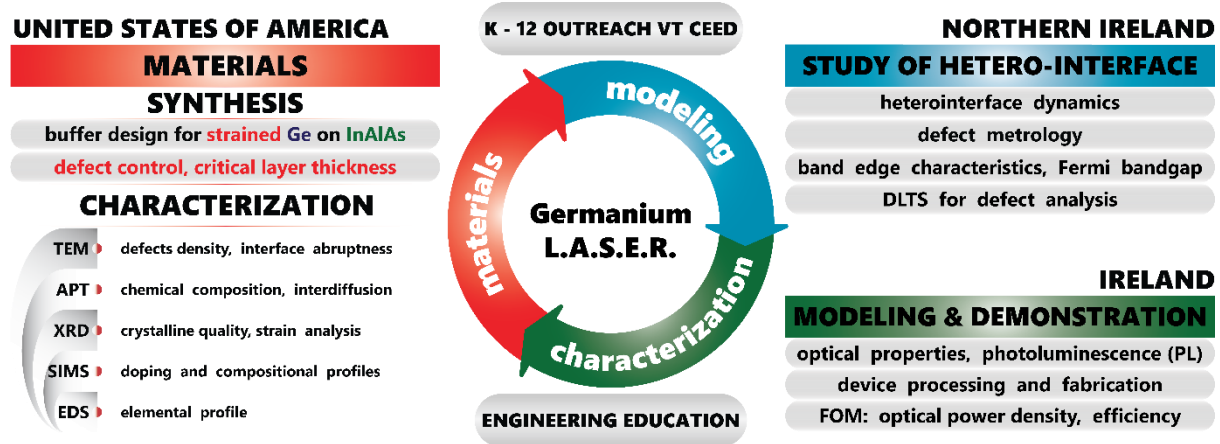 UNITED STATES OF AMERICA
MATERIALS
SYNTHESIS
buffer design for strained Ge on InAlAs
defect control, critical layer thickness
CHARACTERIZATION
TEM defects density, interface abruptness
APT chemical composition, interdiffusion
XRD crystalline quality, strain analysis
SIMS doping and compositional profiles
EDS elemental profile
K - 12 OUTREACH VT CEED
materials
modeling
characterization
Germanium
L.A.S.E.R.
ENGINEERING EDUCATION
NORTHERN IRELAND
STUDY OF HETERO-INTERFACE
heterointerface dynamics
defect metrology
band edge characteristics, Fermi bandgap
DLTS for defect analysis
IRELAND
MODELING & DEMONSTRATION
optical properties, photoluminescence (PL)
device processing and fabrication
FOM: optical power density, efficiency